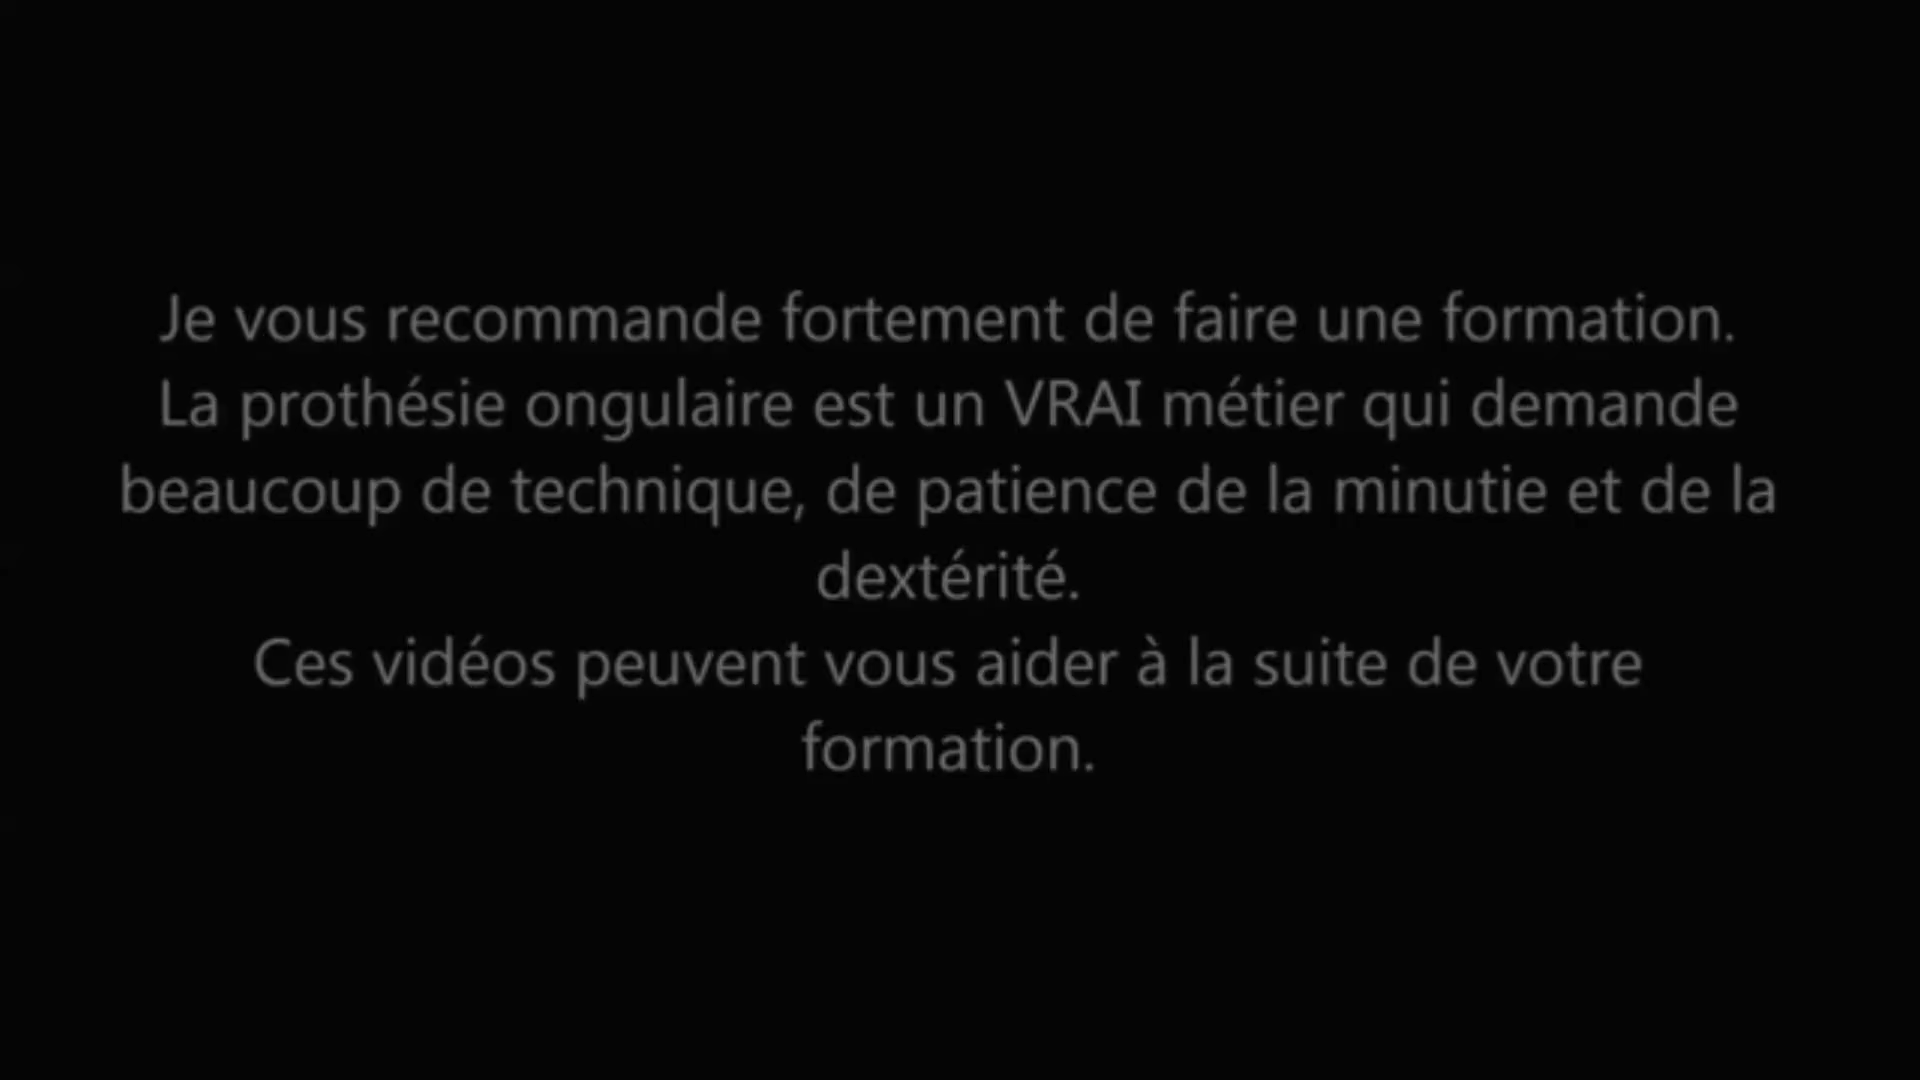 Je vous recommande fortement de faire une formation.
La prothésie ongulaire est un VRAI métier qui demande
beaucoup de technique, de patience de la minutie et de la
dextérité.
Ces vidéos peuvent vous aider à la suite de votre
formation.